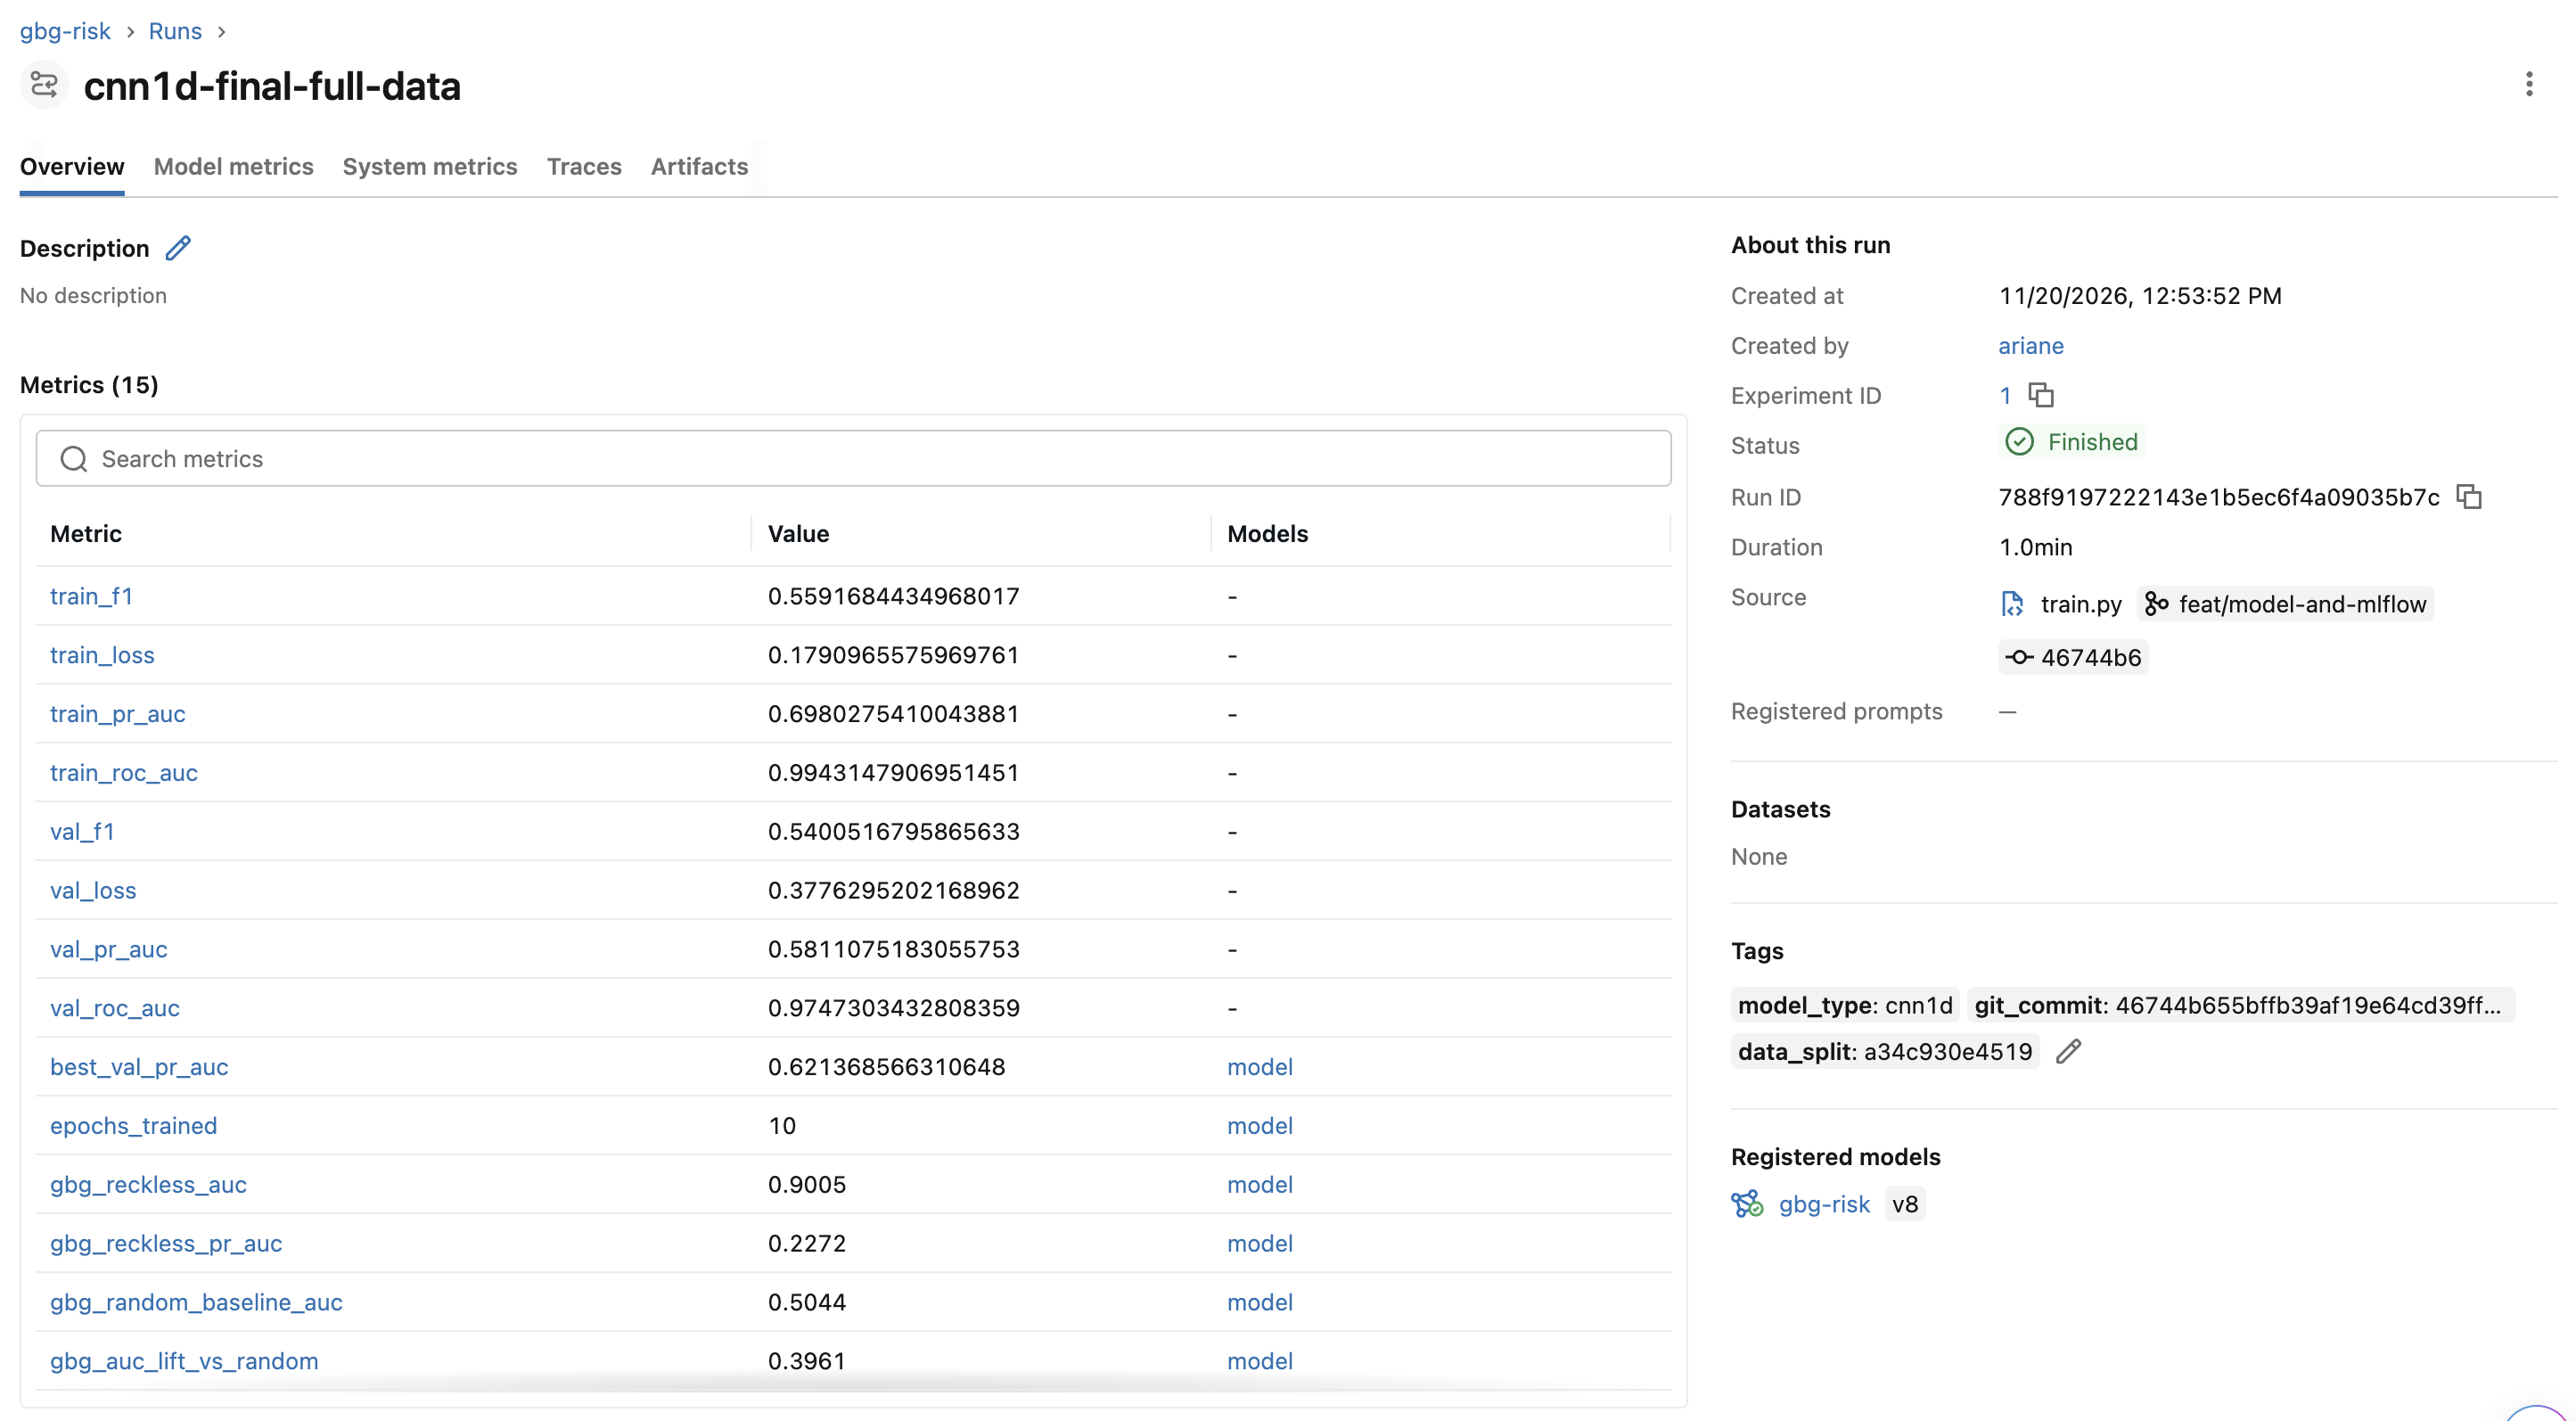 gbg-risk > Runs >
cnn1d-final-full-data
Overview Model metrics System metrics Traces Artifacts
Description
No description
Metrics (15)
Search metrics
Metric Value Models
train_f1 0.5591684434968017 -
train_loss 0.1790965575969761 -
train_pr_auc 0.6980275410043881 -
train_roc_auc 0.9943147906951451 -
val_f1 0.5400516795865633 -
val_loss 0.3776295202168962 -
val_pr_auc 0.5811075183055753 -
val_roc_auc 0.9747303432808359 -
best_val_pr_auc 0.621368566310648 model
epochs_trained 10 model
gbg_reckless_auc 0.9005 model
gbg_reckless_pr_auc 0.2272 model
gbg_random_baseline_auc 0.5044 model
gbg_auc_lift_vs_random 0.3961 model
About this run
Created at 11/20/2026, 12:53:52 PM
Created by ariane
Experiment ID 1
Status Finished
Run ID 788f9197222143e1b5ec6f4a09035b7c
Duration 1.0min
Source train.py feat/model-and-mlflow
46744b6
Registered prompts —
Datasets
None
Tags
model_type: cnn1d git_commit: 46744b655bffb39af19e64cd39ff...
data_split: a34c930e4519
Registered models
gbg-risk v8